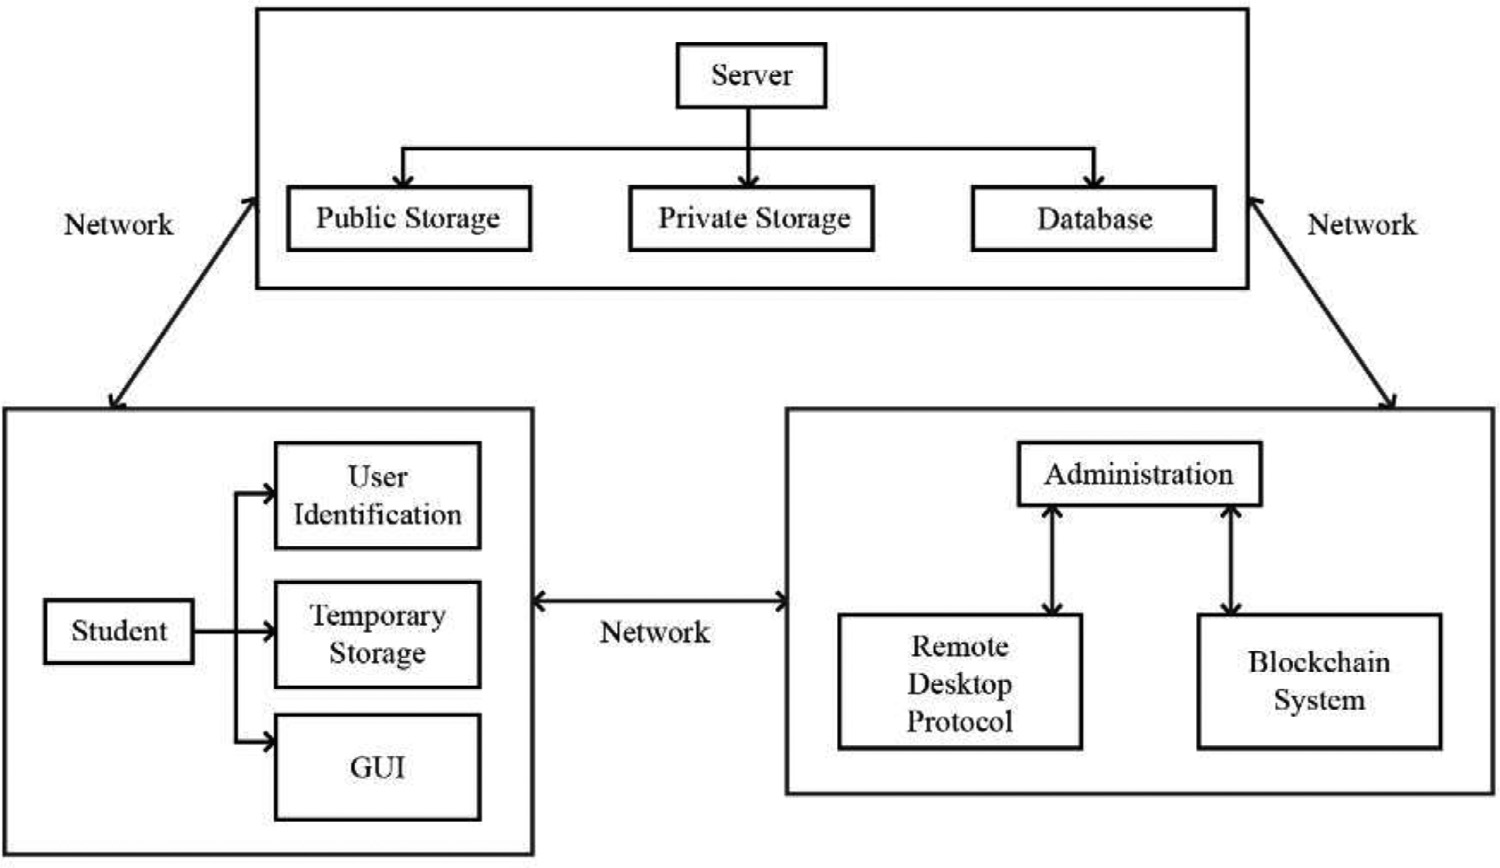 Server
Public Storage
Private Storage
Database
Network
Network
User
Identification
Student
Temporary
Storage
GUI
Network
Administration
Remote
Desktop
Protocol
Blockchain
System